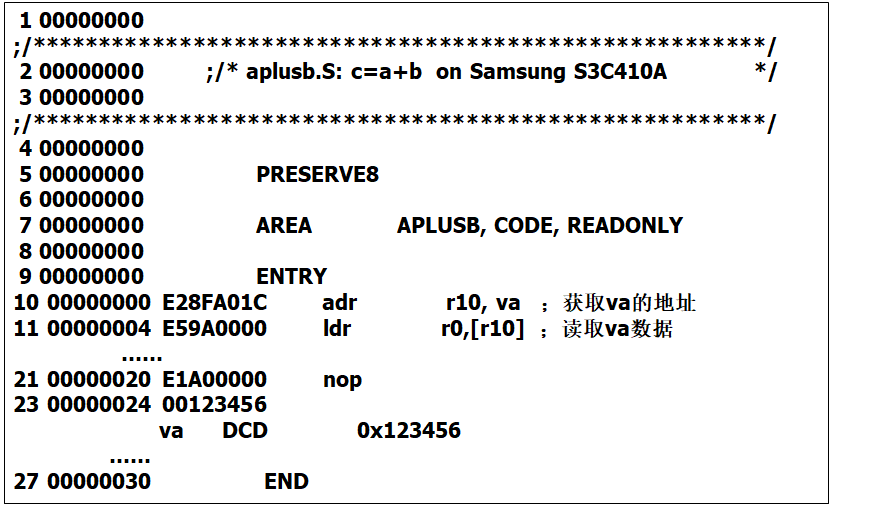 1 00000000
;/********************************************************/
2 00000000 ;/* aplusb.S: c=a+b on Samsung S3C410A */
3 00000000
;/********************************************************/
4 00000000
5 00000000 PRESERVE8
6 00000000
7 00000000 AREA APLUSB, CODE, READONLY
8 00000000
9 00000000 ENTRY
10 00000000 E28FA01C adr r10, va ；获取va的地址
11 00000004 E59A0000 ldr r0,[r10] ；读取va数据
……
21 00000020 E1A00000 nop
23 00000024 00123456
va DCD 0x123456
……
27 00000030 END